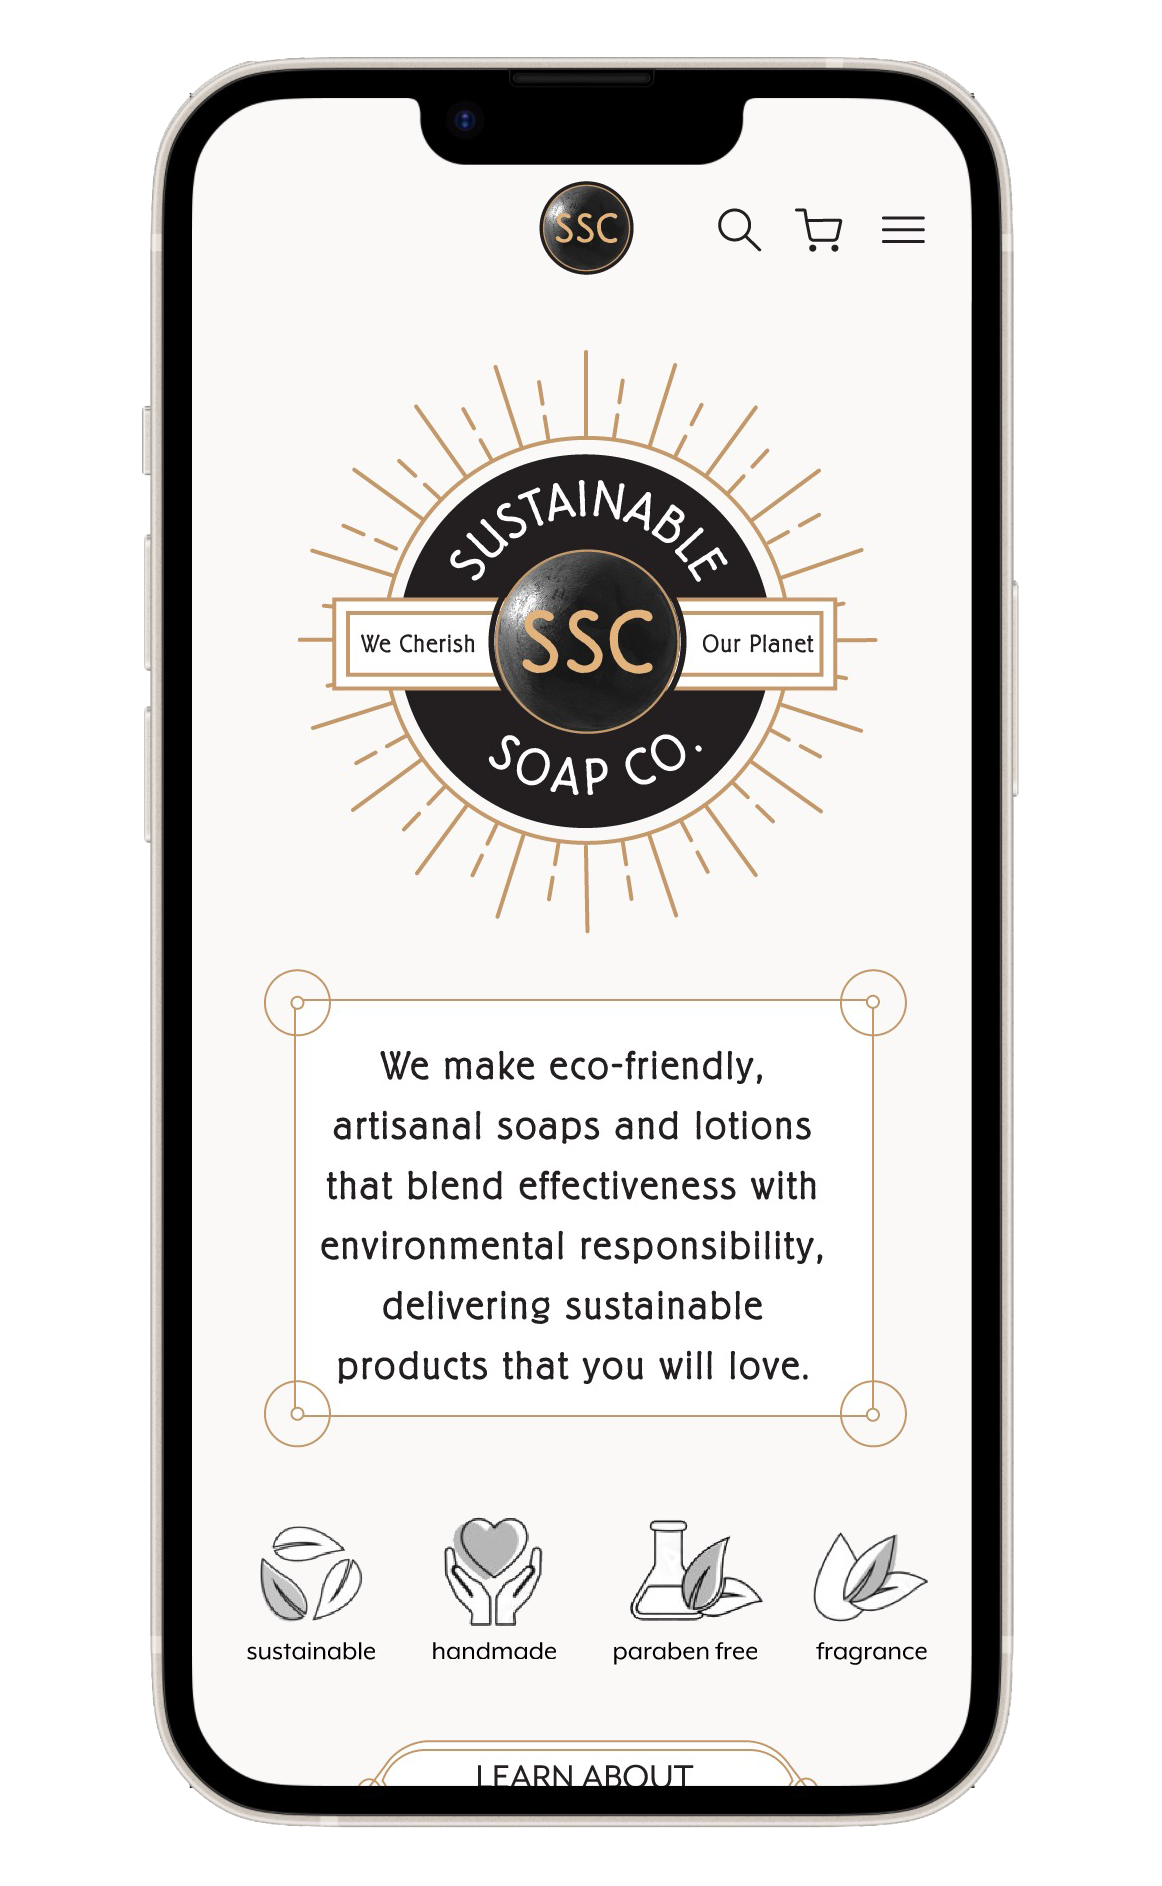 SSC
SUSTAINABLE
We Cherish
SSC
Our Planet
SOAP CO.
We make eco-friendly,
artisanal soaps and lotions
that blend effectiveness with
environmental responsibility,
delivering sustainable
products that you will love.
sustainable
handmade
paraben free
fragrance
LEARN ABOUT